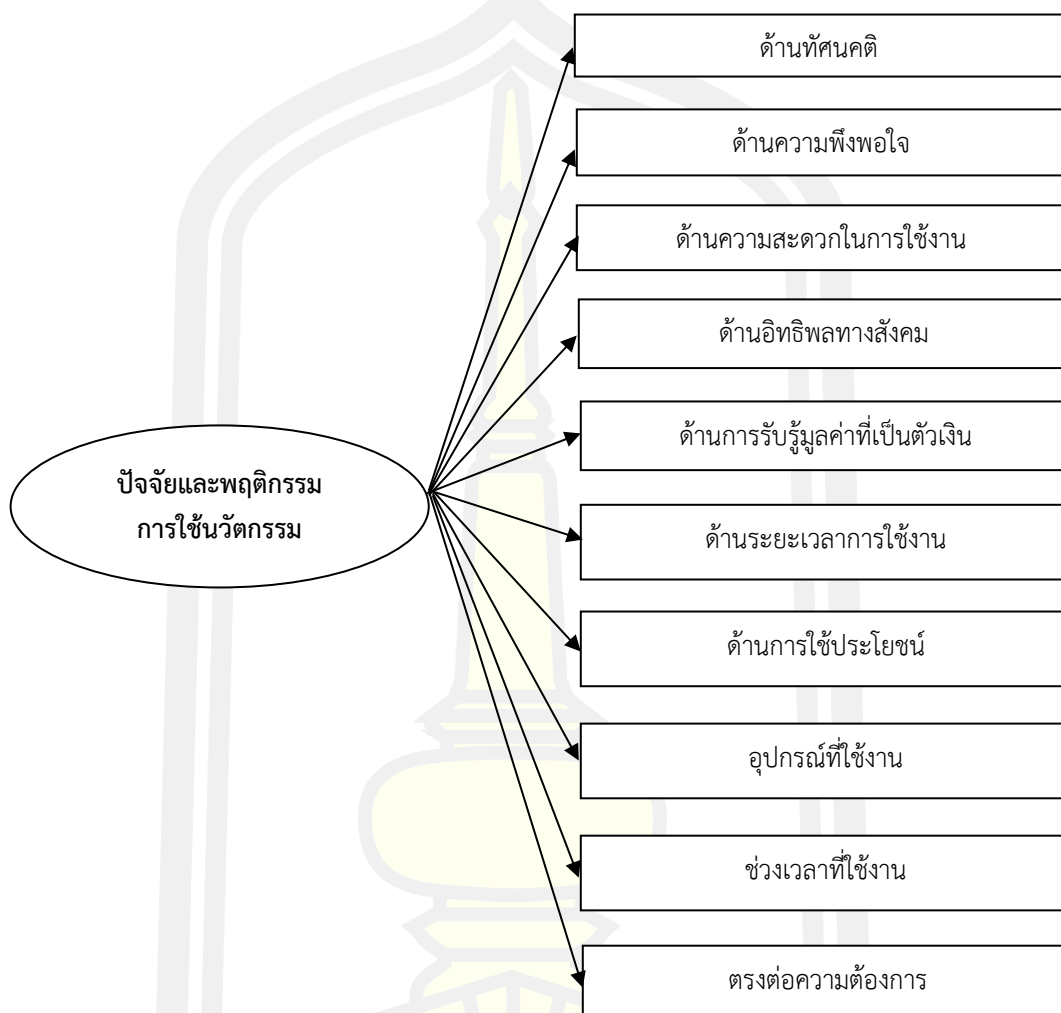 ด้านทัศนคติ
ด้านความพึงพอใจ
ด้านความสะดวกในการใช้งาน
ด้านอิทธิพลทางสังคม
ด้านการรับรู้มูลค่าที่เป็นตัวเงิน
ปัจจัยและพฤติกรรม
การใช้นวัตกรรม
ด้านระยะเวลาการใช้งาน
ด้านการใช้ประโยชน์
อุปกรณ์ที่ใช้งาน
ช่วงเวลาที่ใช้งาน
ตรงต่อความต้องการ